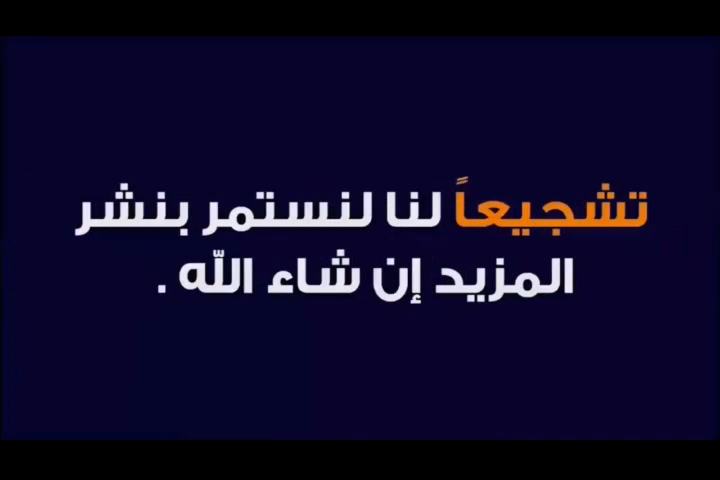 تشجيعاً لنا لنستمر بنشر
المزيد إن شاء الله .